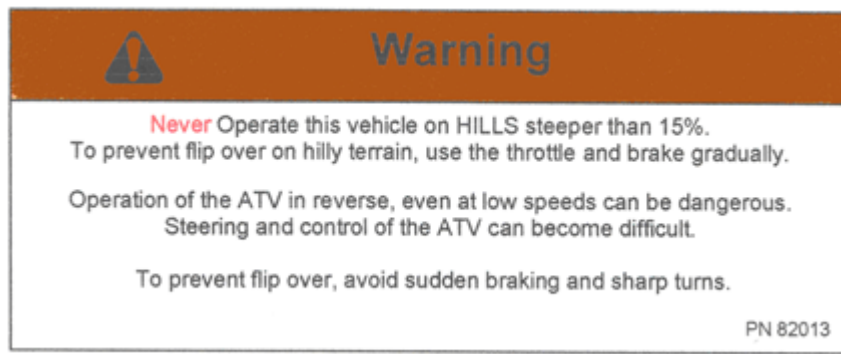 Warning
Never Operate this vehicle on HILLS steeper than 15%.
To prevent flip over on hilly terrain, use the throttle and brake gradually.
Operation of the ATV in reverse, even at low speeds can be dangerous.
Steering and control of the ATV can become difficult.
To prevent flip over, avoid sudden braking and sharp turns.
PN 82013